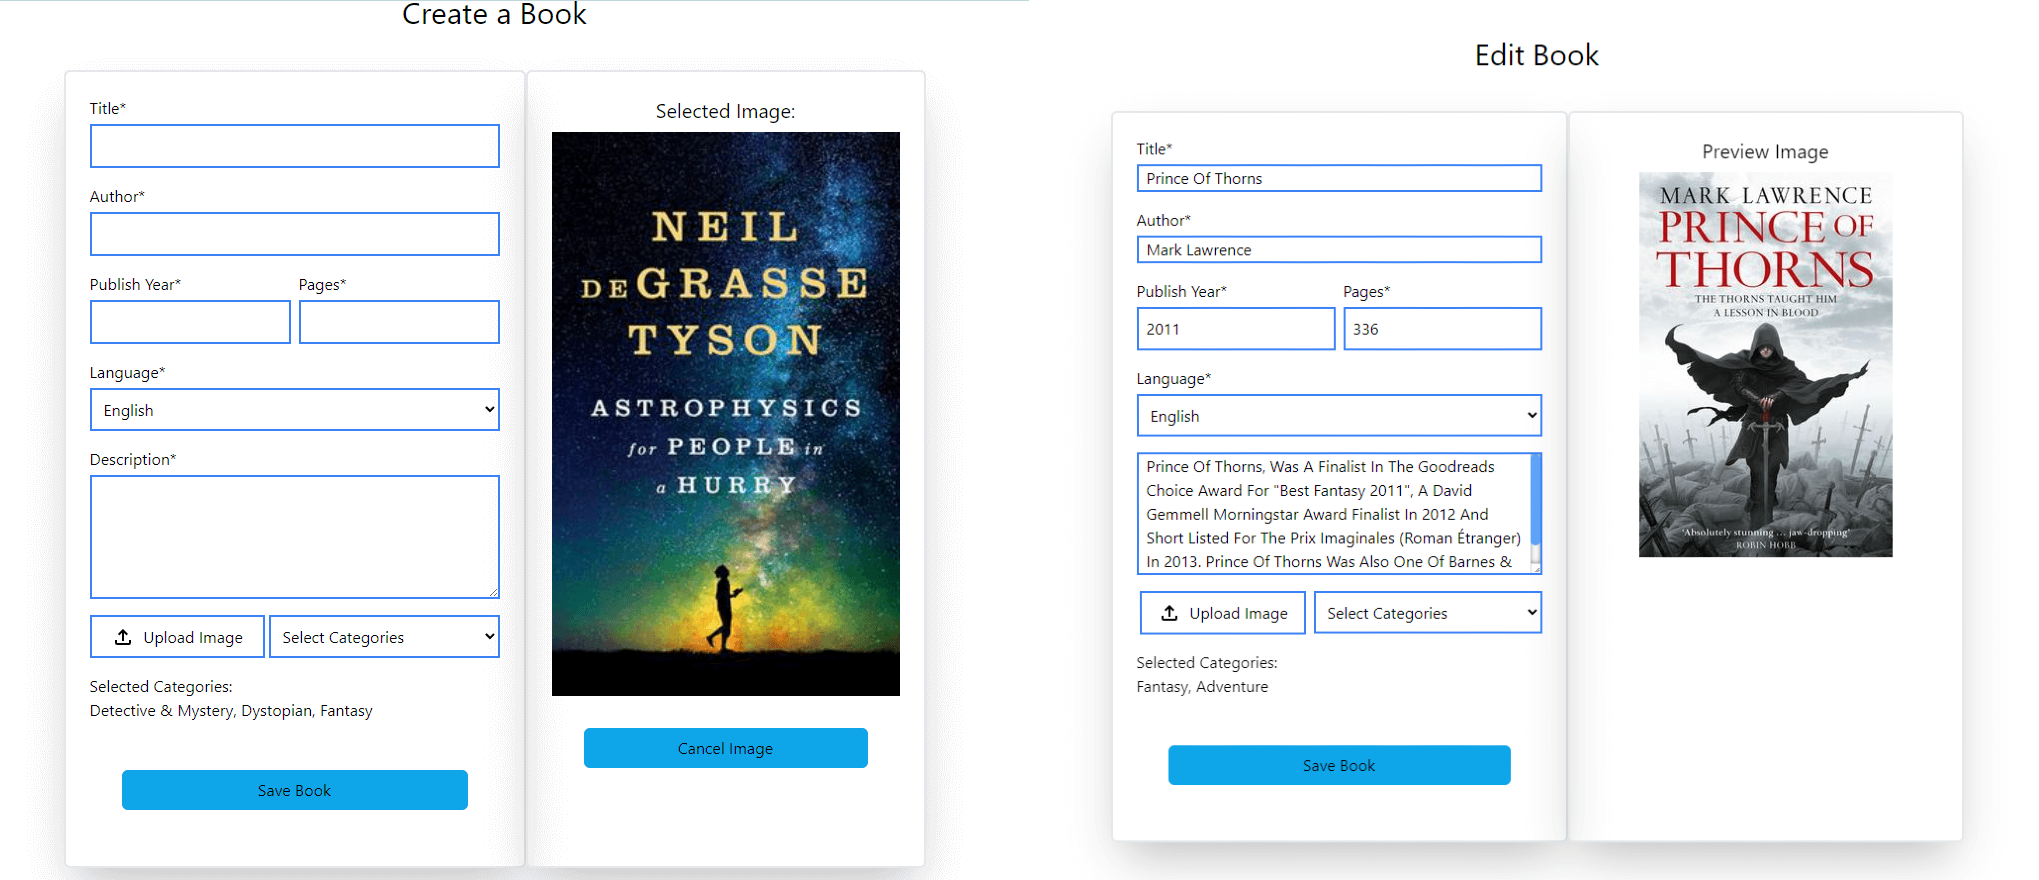 Create a Book
Title*
Author*
Publish Year* Pages*
Language*
English
Description*
Upload Image Select Categories
Selected Categories:
Detective & Mystery, Dystopian, Fantasy
Save Book
Selected Image:
NEIL
DEGRASSE
TYSON
ASTROPHYSICS
for PEOPLE in
a HURRY
Cancel Image
Edit Book
Title*
Prince Of Thorns
Author*
Mark Lawrence
Publish Year* Pages*
2011 336
Language*
English
Prince Of Thorns, Was A Finalist In The Goodreads
Choice Award For "Best Fantasy 2011", A David
Gemmell Morningstar Award Finalist In 2012 And
Short Listed For The Prix Imaginales (Roman Étranger)
In 2013. Prince Of Thorns Was Also One Of Barnes &
Upload Image Select Categories
Selected Categories:
Fantasy, Adventure
Save Book
Preview Image
MARK LAWRENCE
PRINCE OF
THORNS
THE THORNS TAUGHT HIM
A LESSON IN BLOOD
'Absolutely stunning ... jaw-dropping'
ROBIN HOBB